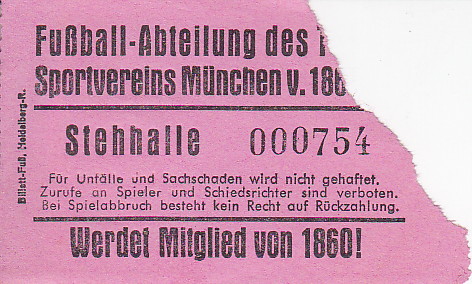 Fußball-Abteilung des
Sportvereins München v. 186
Stehhalle 000754
Für Unfälle und Sachschaden wird nicht gehaftet.
Zurufe an Spieler und Schiedsrichter sind verboten.
Bei Spielabbruch besteht kein Recht auf Rückzahlung.
Werdet Mitglied von 1860!
Billett-Fuß, Heidelberg-R.